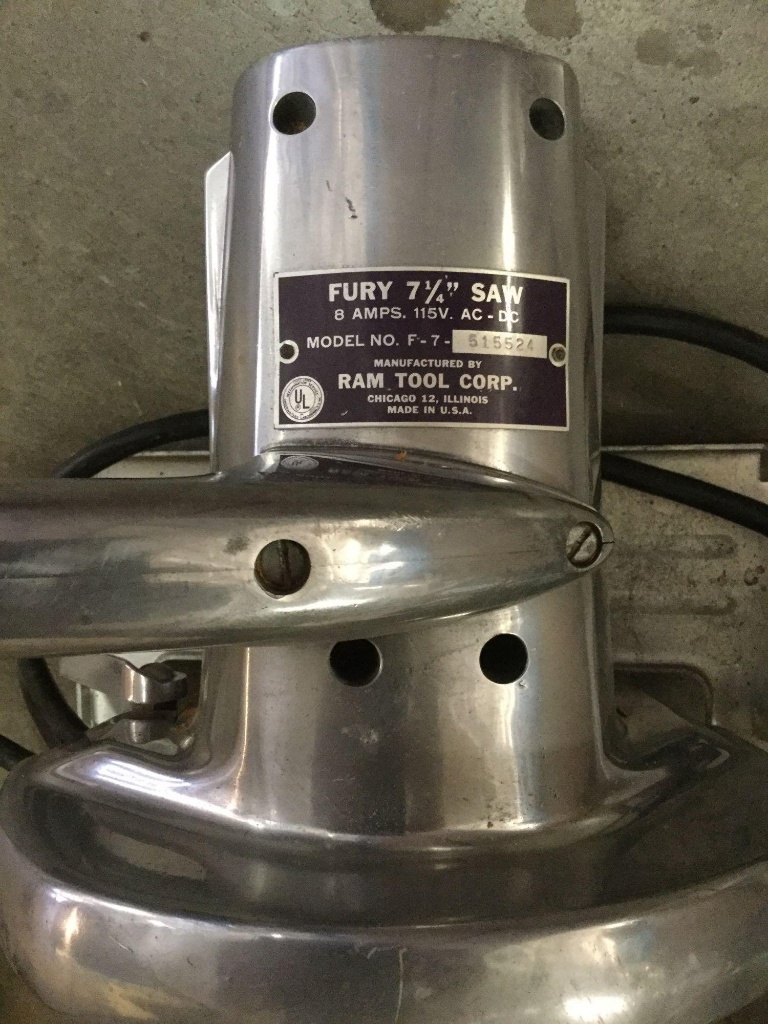 FURY 7¼” SAW
8 AMPS. 115V. AC - DC
MODEL NO. F - 7 - 515524
MANUFACTURED BY
RAM TOOL CORP.
UL
CHICAGO 12, ILLINOIS
MADE IN U.S.A.